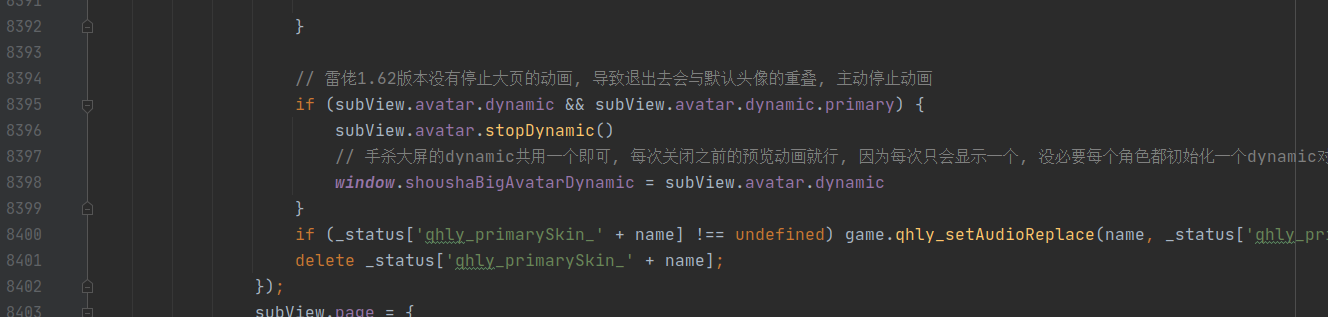 8391
8392 }
8393
8394 // 雷佬1.62版本没有停止大页的动画, 导致退出去会与默认头像的重叠, 主动停止动画
8395 if (subView.avatar.dynamic && subView.avatar.dynamic.primary) {
8396 subView.avatar.stopDynamic()
8397 // 手杀大屏的dynamic共用一个即可, 每次关闭之前的预览动画就行, 因为每次只会显示一个, 没必要每个角色都初始化一个dynamic对
8398 window.shoushaBigAvatarDynamic = subView.avatar.dynamic
8399 }
8400 if (_status['qhly_primarySkin_' + name] !== undefined) game.qhly_setAudioReplace(name, _status['qhly_pri
8401 delete _status['qhly_primarySkin_' + name];
8402 });
8403 subView.page = {